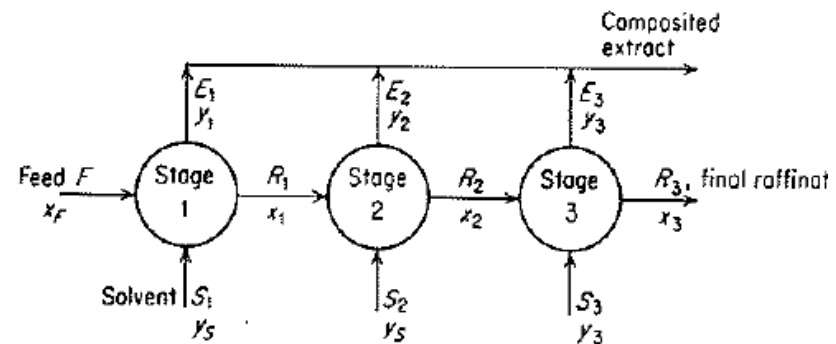 Composited
extract
E1 E2 E3
y1 y2 y3
Feed F Stage R1 Stage R2 Stage R3, final raffinat
xF 1 x1 2 x2 3 x3
Solvent S1 S2 S3
yS yS y3